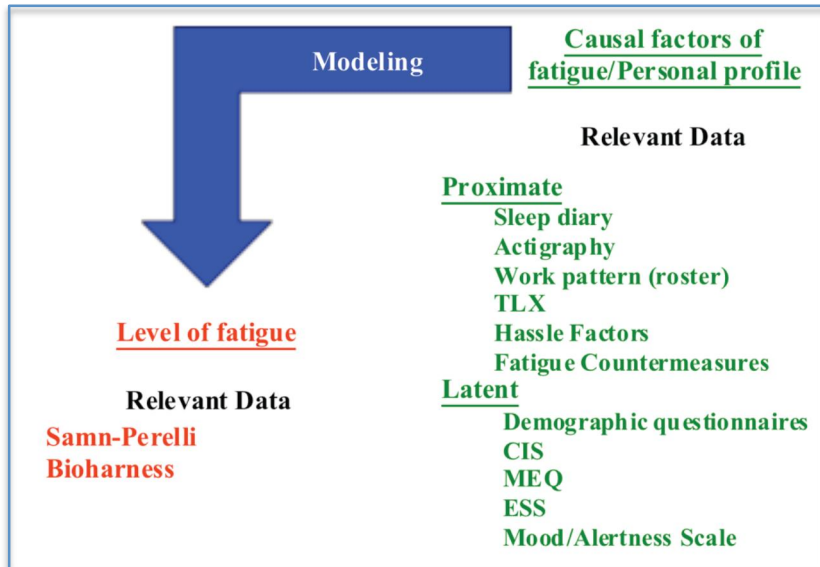 Modeling
Causal factors of
fatigue/Personal profile
Relevant Data
Proximate
Sleep diary
Actigraphy
Work pattern (roster)
TLX
Hassle Factors
Fatigue Countermeasures
Latent
Demographic questionnaires
CIS
MEQ
ESS
Mood/Alertness Scale
Level of fatigue
Relevant Data
Samn-Perelli
Bioharness